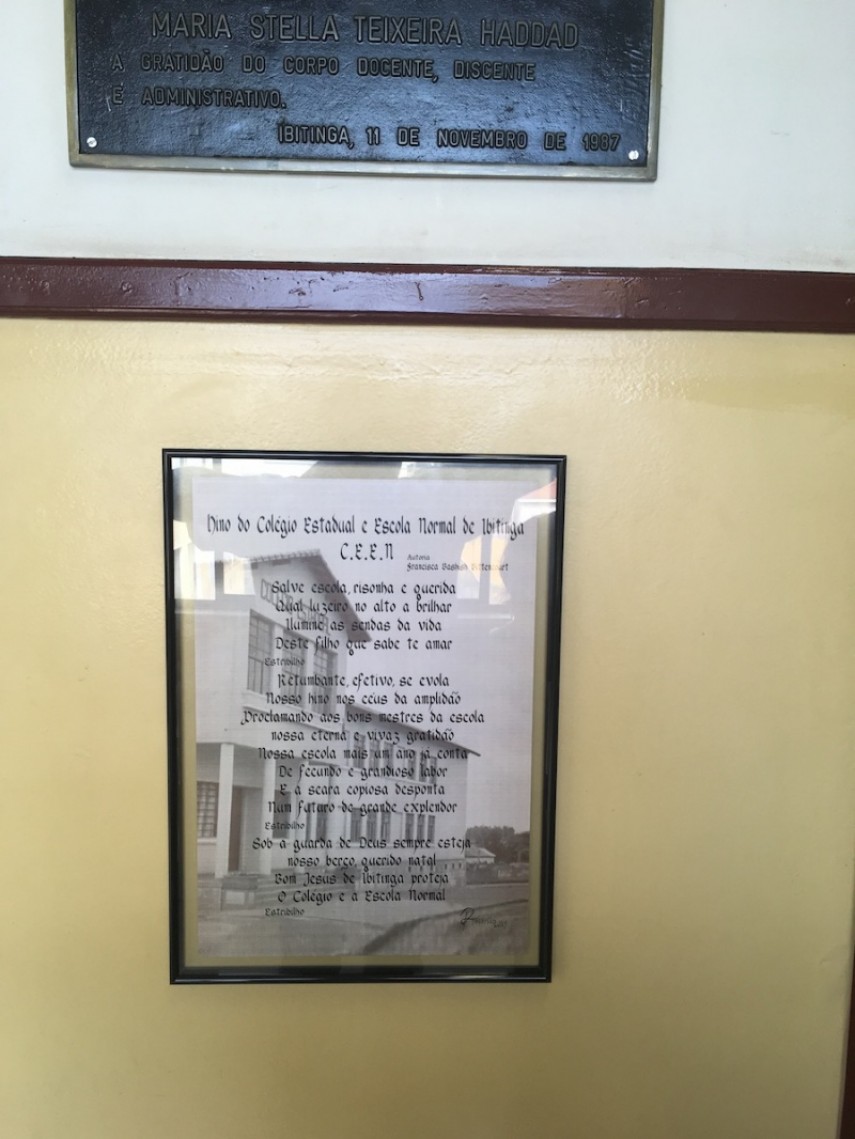 MARIA STELLA TEIXEIRA HADDAD
A GRATIDÃO DO CORPO DOCENTE, DISCENTE
E ADMINISTRATIVO.
IBITINGA, 11 DE NOVEMBRO DE 1987
Hino do Colégio Estadual e Escola Normal de Ibitinga
C.E.E.N
Autoria
Francisca
Salve escola, risonha e querida
Qual luzeiro no alto a brilhar
Ilumine as sendas da vida
Deste filho que sabe te amar
Estribilho
Retumbante, efetivo, se evola
Nosso hino nos céus da amplidão
Proclamando aos bons mestres da escola
nossa eterna e vivaz gratidão
Nossa escola mais um ano já conta
De fecundo e grandioso labor
E a seara copiosa desponta
Num futuro de grande explendor
Estribilho
Sob a guarda de Deus sempre esteja
nosso berço, querido natal
Bom Jesus de Ibitinga proteja
O Colégio e a Escola Normal
Estribilho